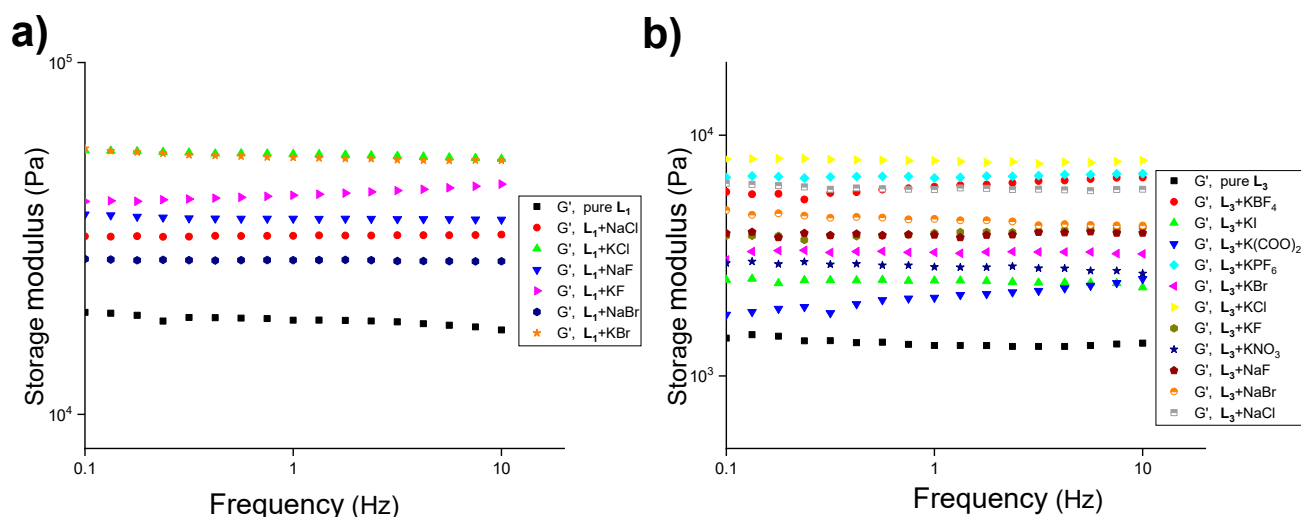 a)
10⁵
10⁴
Storage modulus (Pa)
0.1
1
10
Frequency (Hz)
G', pure L₁
G', L₁+NaCl
G', L₁+KCl
G', L₁+NaF
G', L₁+KF
G', L₁+NaBr
G', L₁+KBr
b)
10⁴
10³
Storage modulus (Pa)
0.1
1
10
Frequency (Hz)
G', pure L₃
G', L₃+KBF₄
G', L₃+KI
G', L₃+K(COO)₂
G', L₃+KPF₆
G', L₃+KBr
G', L₃+KCl
G', L₃+KF
G', L₃+KNO₃
G', L₃+NaF
G', L₃+NaBr
G', L₃+NaCl